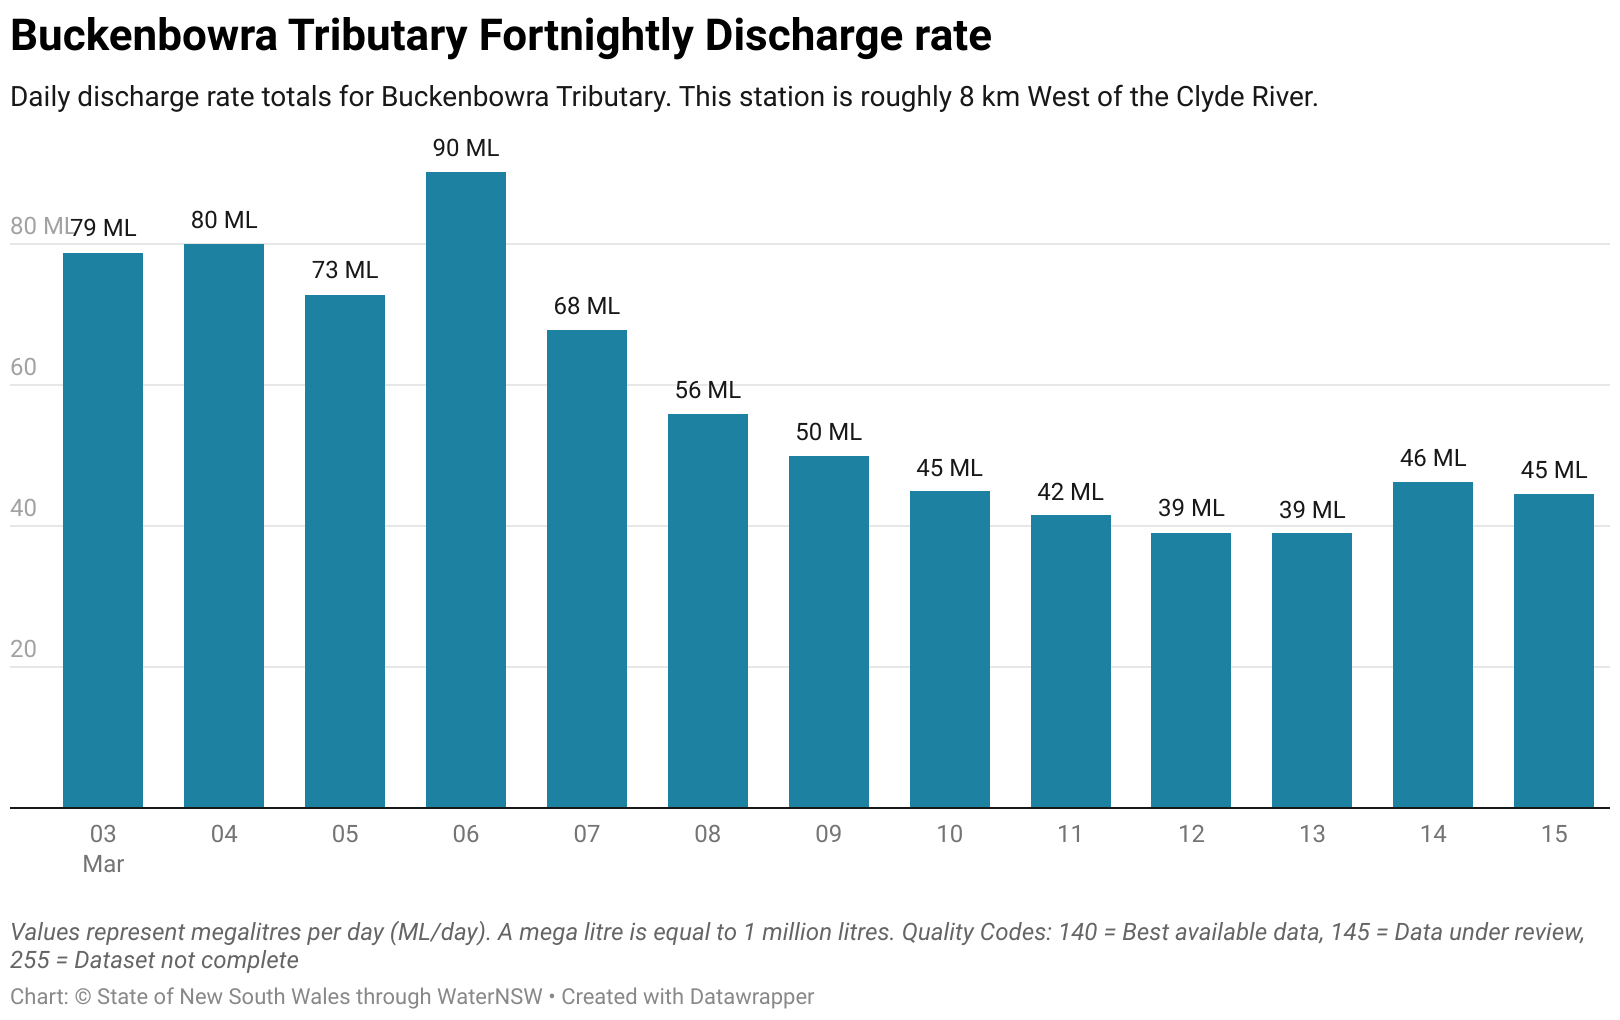 Buckenbowra Tributary Fortnightly Discharge rate
Daily discharge rate totals for Buckenbowra Tributary. This station is roughly 8 km West of the Clyde River.
90 ML
80 ML
79 ML
80 ML
73 ML
68 ML
60
56 ML
50 ML
45 ML
42 ML
39 ML
39 ML
46 ML
45 ML
40
20
03 04 05 06 07 08 09 10 11 12 13 14 15
Mar
Values represent megalitres per day (ML/day). A mega litre is equal to 1 million litres. Quality Codes: 140 = Best available data, 145 = Data under review,
255 = Dataset not complete
Chart: © State of New South Wales through WaterNSW • Created with Datawrapper